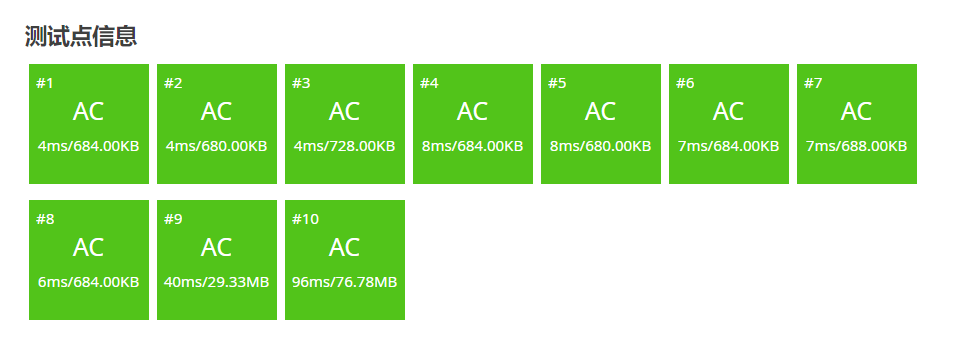 测试点信息
#1 #2 #3 #4 #5 #6 #7
AC AC AC AC AC AC AC
4ms/684.00KB 4ms/680.00KB 4ms/728.00KB 8ms/684.00KB 8ms/680.00KB 7ms/684.00KB 7ms/688.00KB
#8 #9 #10
AC AC AC
6ms/684.00KB 40ms/29.33MB 96ms/76.78MB